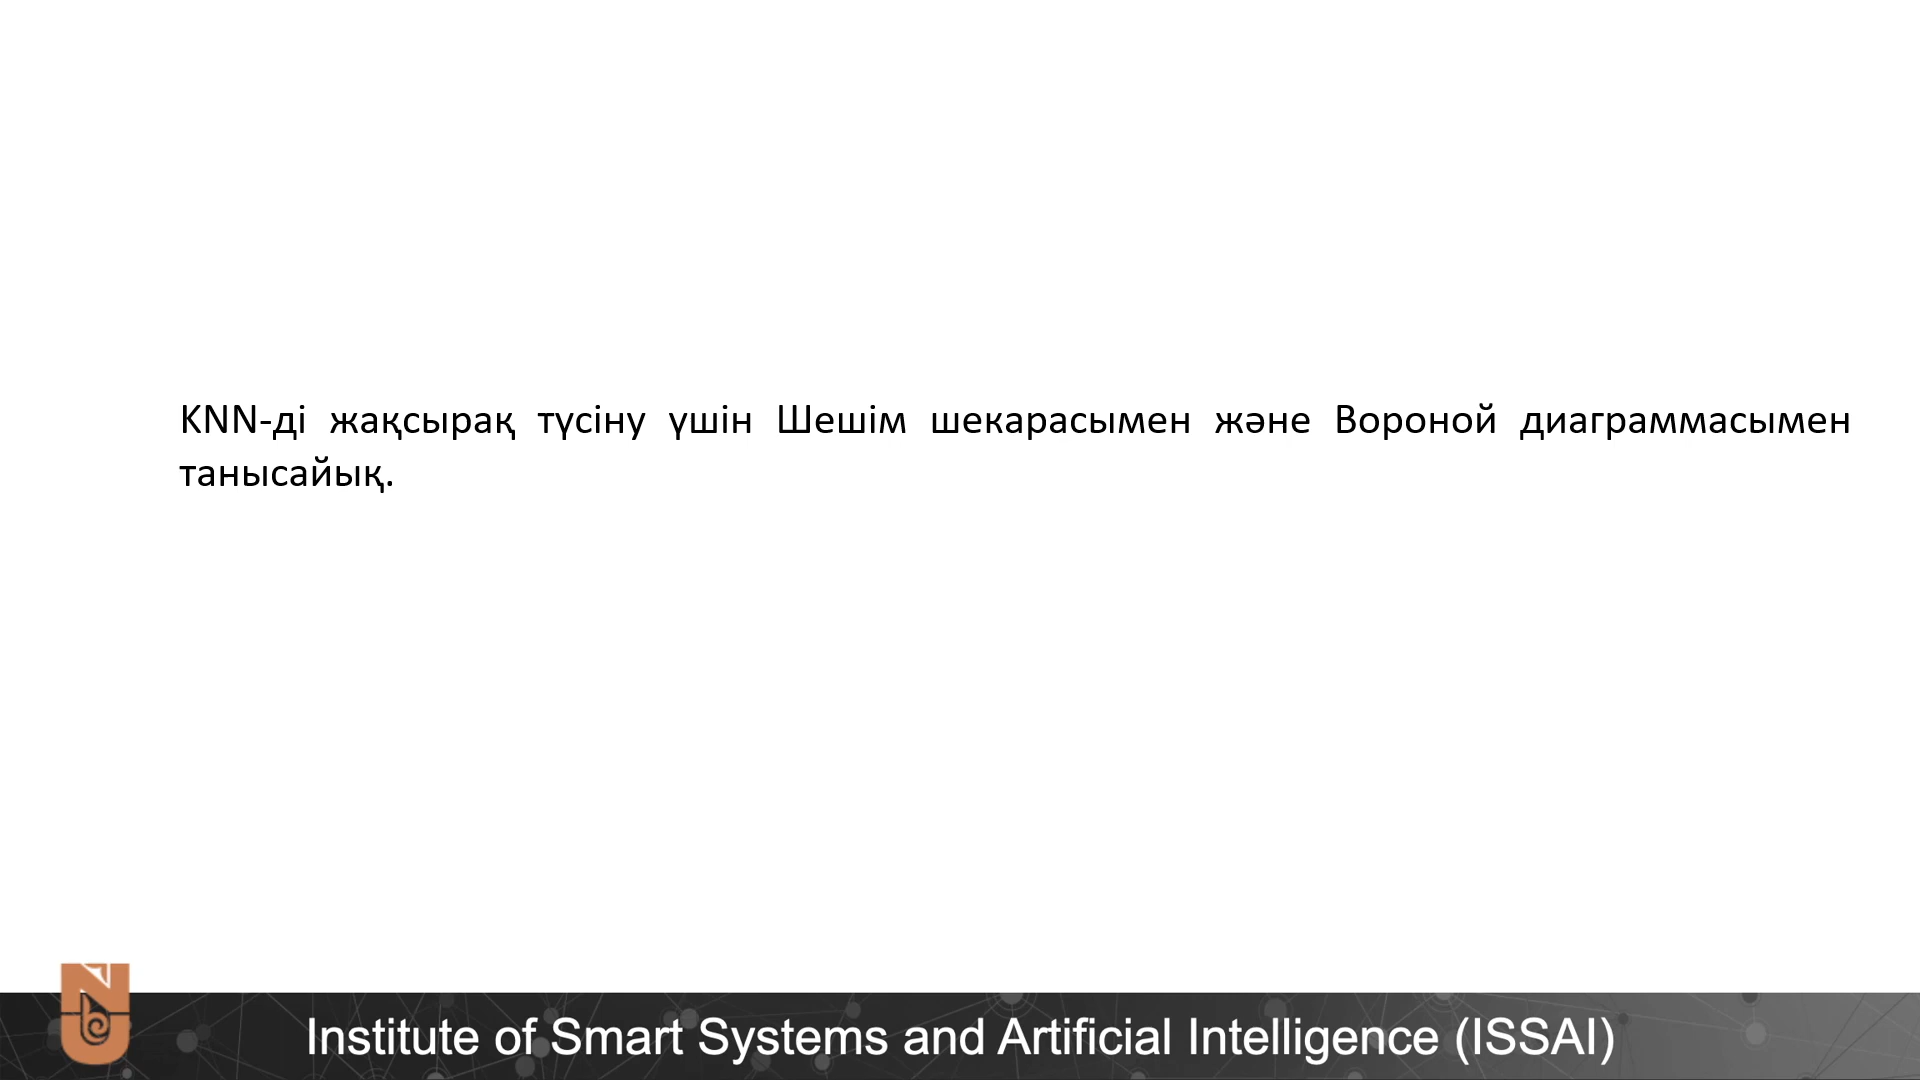 KNN-ді жақсырақ түсіну үшін Шешім шекарасымен және Вороной диаграммасымен
танысайық.
Institute of Smart Systems and Artificial Intelligence (ISSAI)